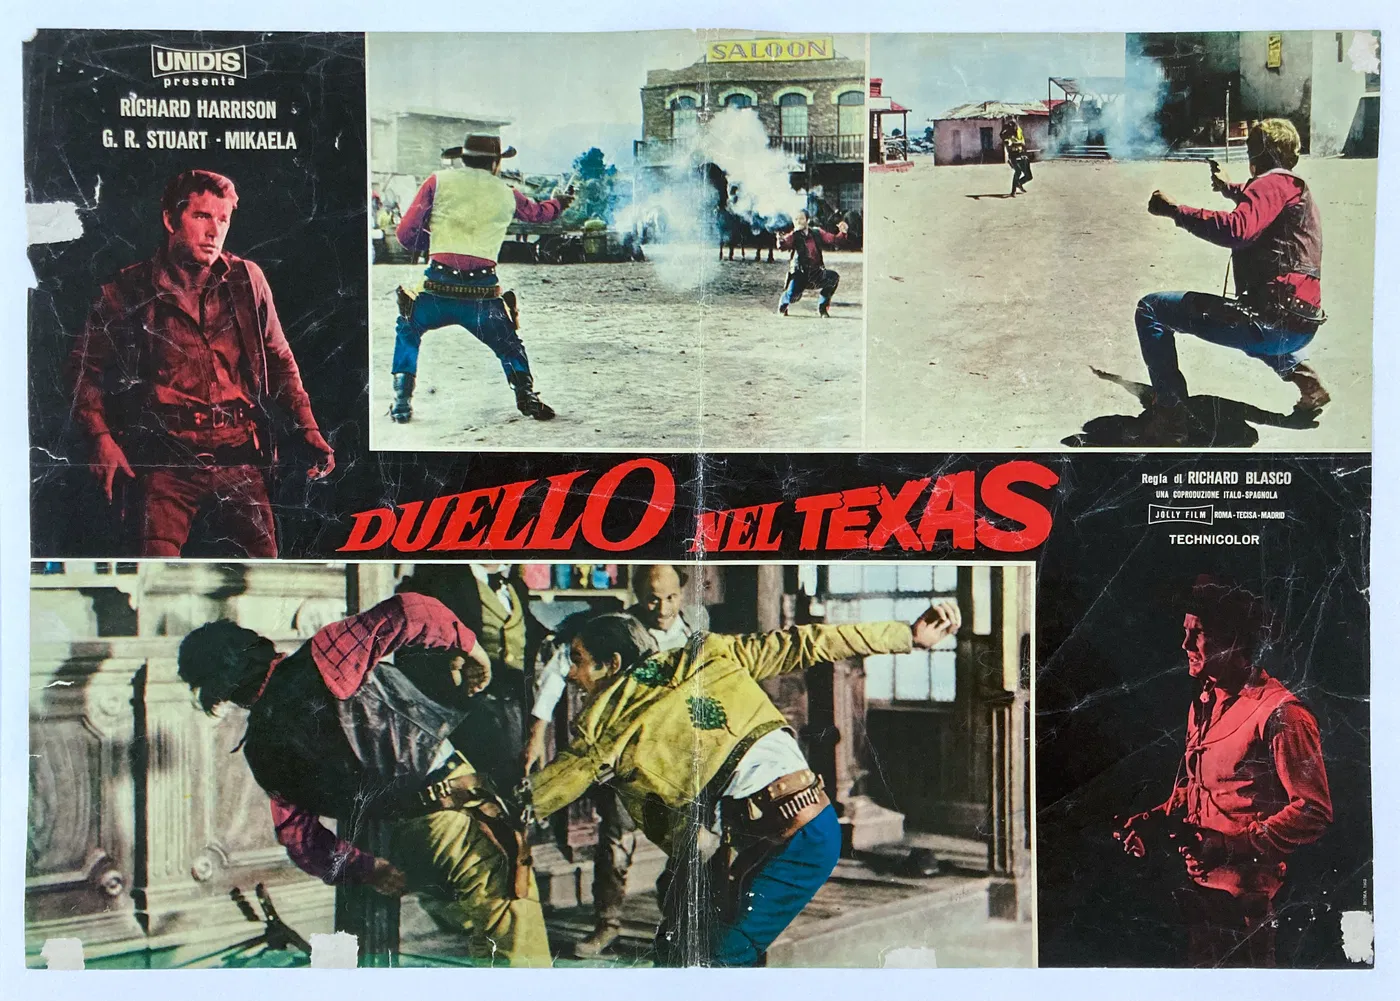 UNIDIS
presenta
RICHARD HARRISON
G. R. STUART - MIKAELA
SALOON
DUELLO NEL TEXAS
Regia di RICHARD BLASCO
UNA COPRODUZIONE ITALO-SPAGNOLA
JOLLY FILM ROMA-TECISA-MADRID
TECHNICOLOR